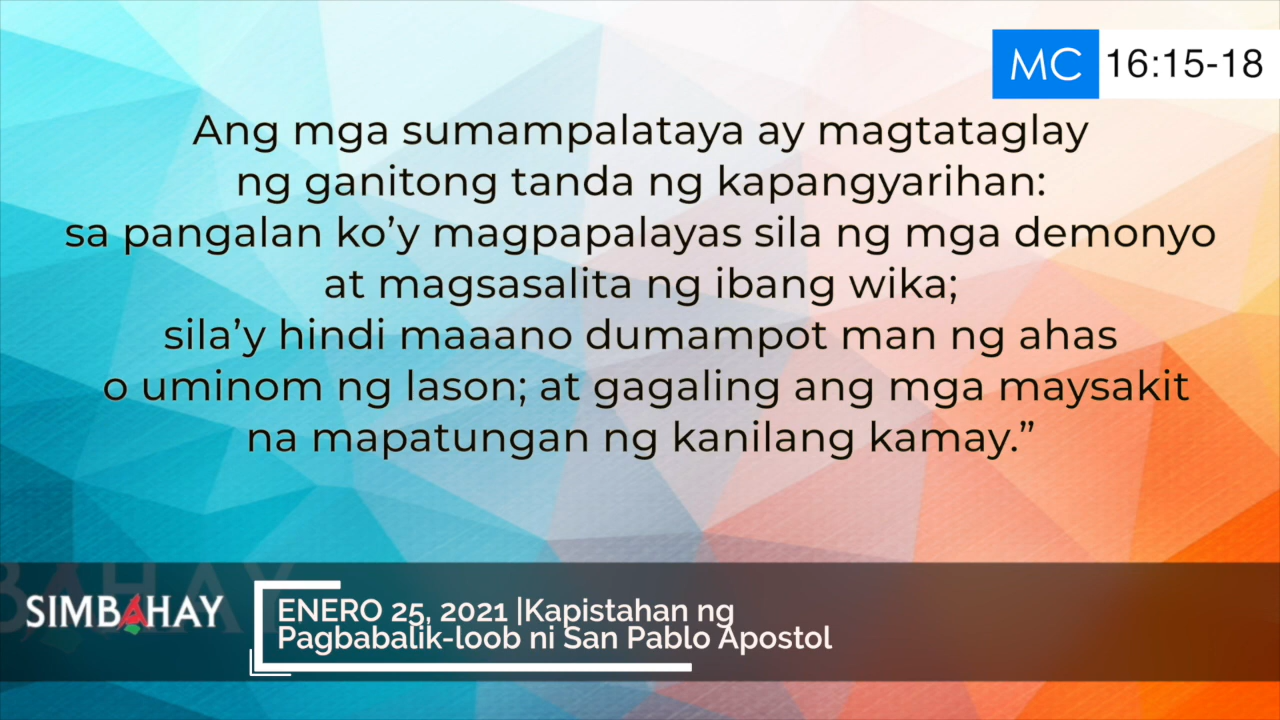 MC 16:15-18
Ang mga sumampalataya ay magtataglay
ng ganitong tanda ng kapangyarihan:
sa pangalan ko’y magpapalayas sila ng mga demonyo
at magsasalita ng ibang wika;
sila’y hindi maaano dumampot man ng ahas
o uminom ng lason; at gagaling ang mga maysakit
na mapatungan ng kanilang kamay.”
SIMBAHAY
ENERO 25, 2021 |Kapistahan ng
Pagbabalik-loob ni San Pablo Apostol